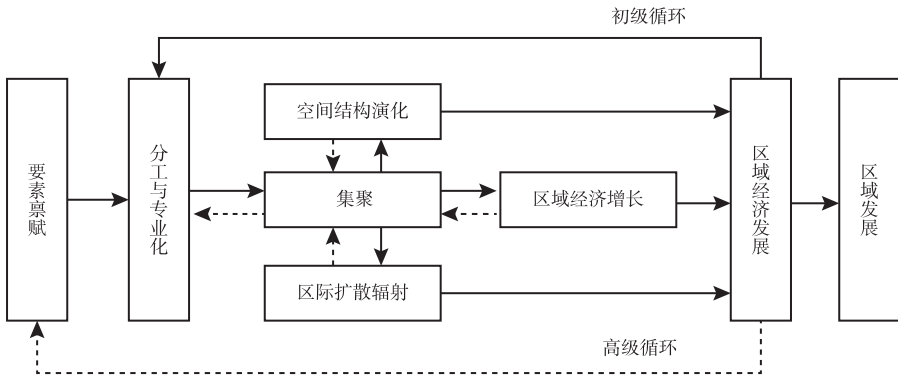 初级循环
要素禀赋
分工与专业化
空间结构演化
集聚
区际扩散辐射
区域经济增长
区域经济发展
区域发展
高级循环